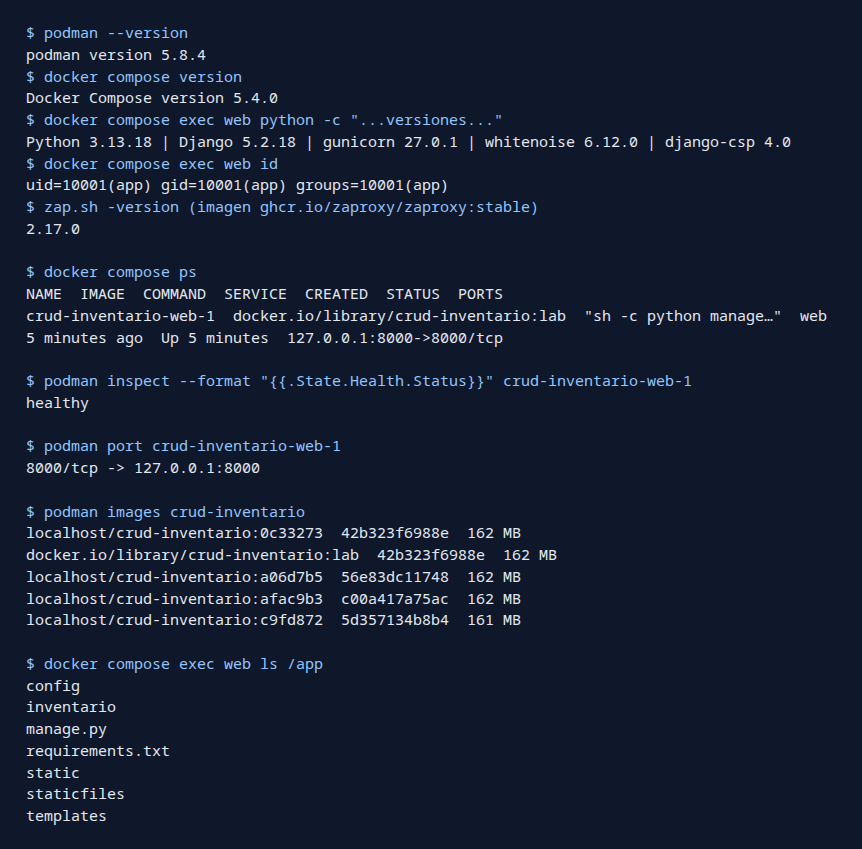 $ podman --version
podman version 5.8.4
$ docker compose version
Docker Compose version 5.4.0
$ docker compose exec web python -c "...versiones..."
Python 3.13.18 | Django 5.2.18 | gunicorn 27.0.1 | whitenoise 6.12.0 | django-csp 4.0
$ docker compose exec web id
uid=10001(app) gid=10001(app) groups=10001(app)
$ zap.sh -version (imagen ghcr.io/zaproxy/zaproxy:stable)
2.17.0
$ docker compose ps
NAME  IMAGE  COMMAND  SERVICE  CREATED  STATUS  PORTS
crud-inventario-web-1  docker.io/library/crud-inventario:lab  "sh -c python manage…"  web
5 minutes ago  Up 5 minutes  127.0.0.1:8000->8000/tcp
$ podman inspect --format "{{.State.Health.Status}}" crud-inventario-web-1
healthy
$ podman port crud-inventario-web-1
8000/tcp -> 127.0.0.1:8000
$ podman images crud-inventario
localhost/crud-inventario:0c33273  42b323f6988e  162 MB
docker.io/library/crud-inventario:lab  42b323f6988e  162 MB
localhost/crud-inventario:a06d7b5  56e83dc11748  162 MB
localhost/crud-inventario:afac9b3  c00a417a75ac  162 MB
localhost/crud-inventario:c9fd872  5d357134b8b4  161 MB
$ docker compose exec web ls /app
config
inventario
manage.py
requirements.txt
static
staticfiles
templates